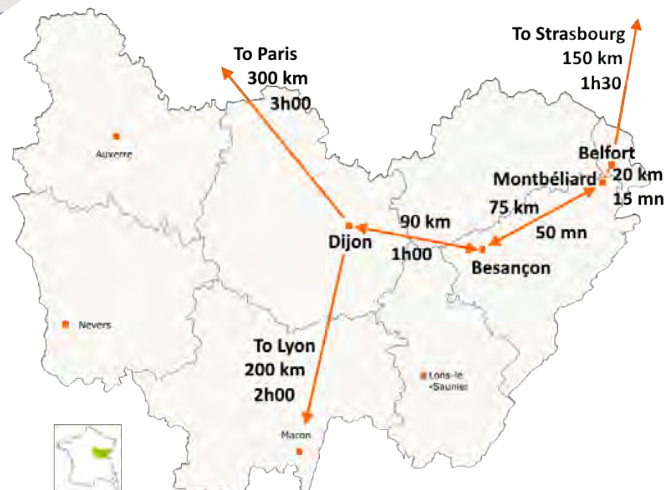 To Paris
300 km
3h00
To Strasbourg
150 km
1h30
Auxerre
Belfort
20 km
15 mn
Montbéliard
75 km
50 mn
90 km
1h00
Dijon
Besançon
Nevers
To Lyon
200 km
2h00
Lons-le
-Saunier
Macon